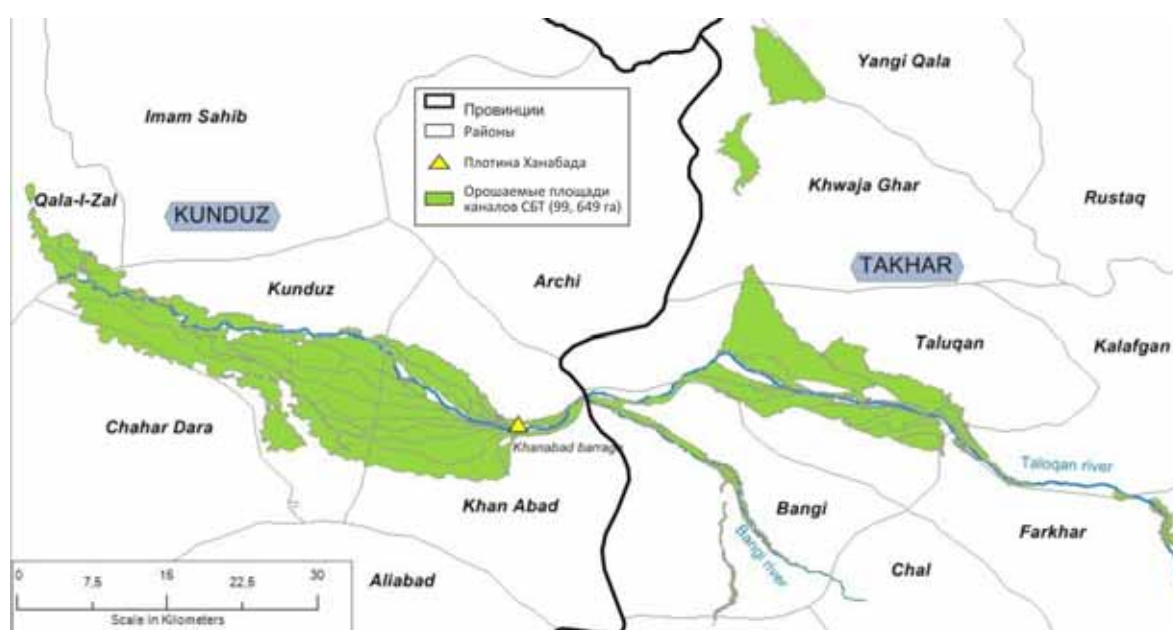 Yangi Qala
Imam Sahib
Провинции
Районы
Плотина Ханабада
Орошаемые площади
каналов СБТ (99, 649 га)
Khwaja Ghar
Rustaq
Qala-I-Zal
KUNDUZ
TAKHAR
Kunduz
Archi
Taluqan
Kalafgan
Chahar Dara
Khanabad barrage
Taloqan river
Khan Abad
Bangi
Farkhar
Bangi river
Chal
Aliabad
0 7,5 15 22,5 30
Scale in Kilometers